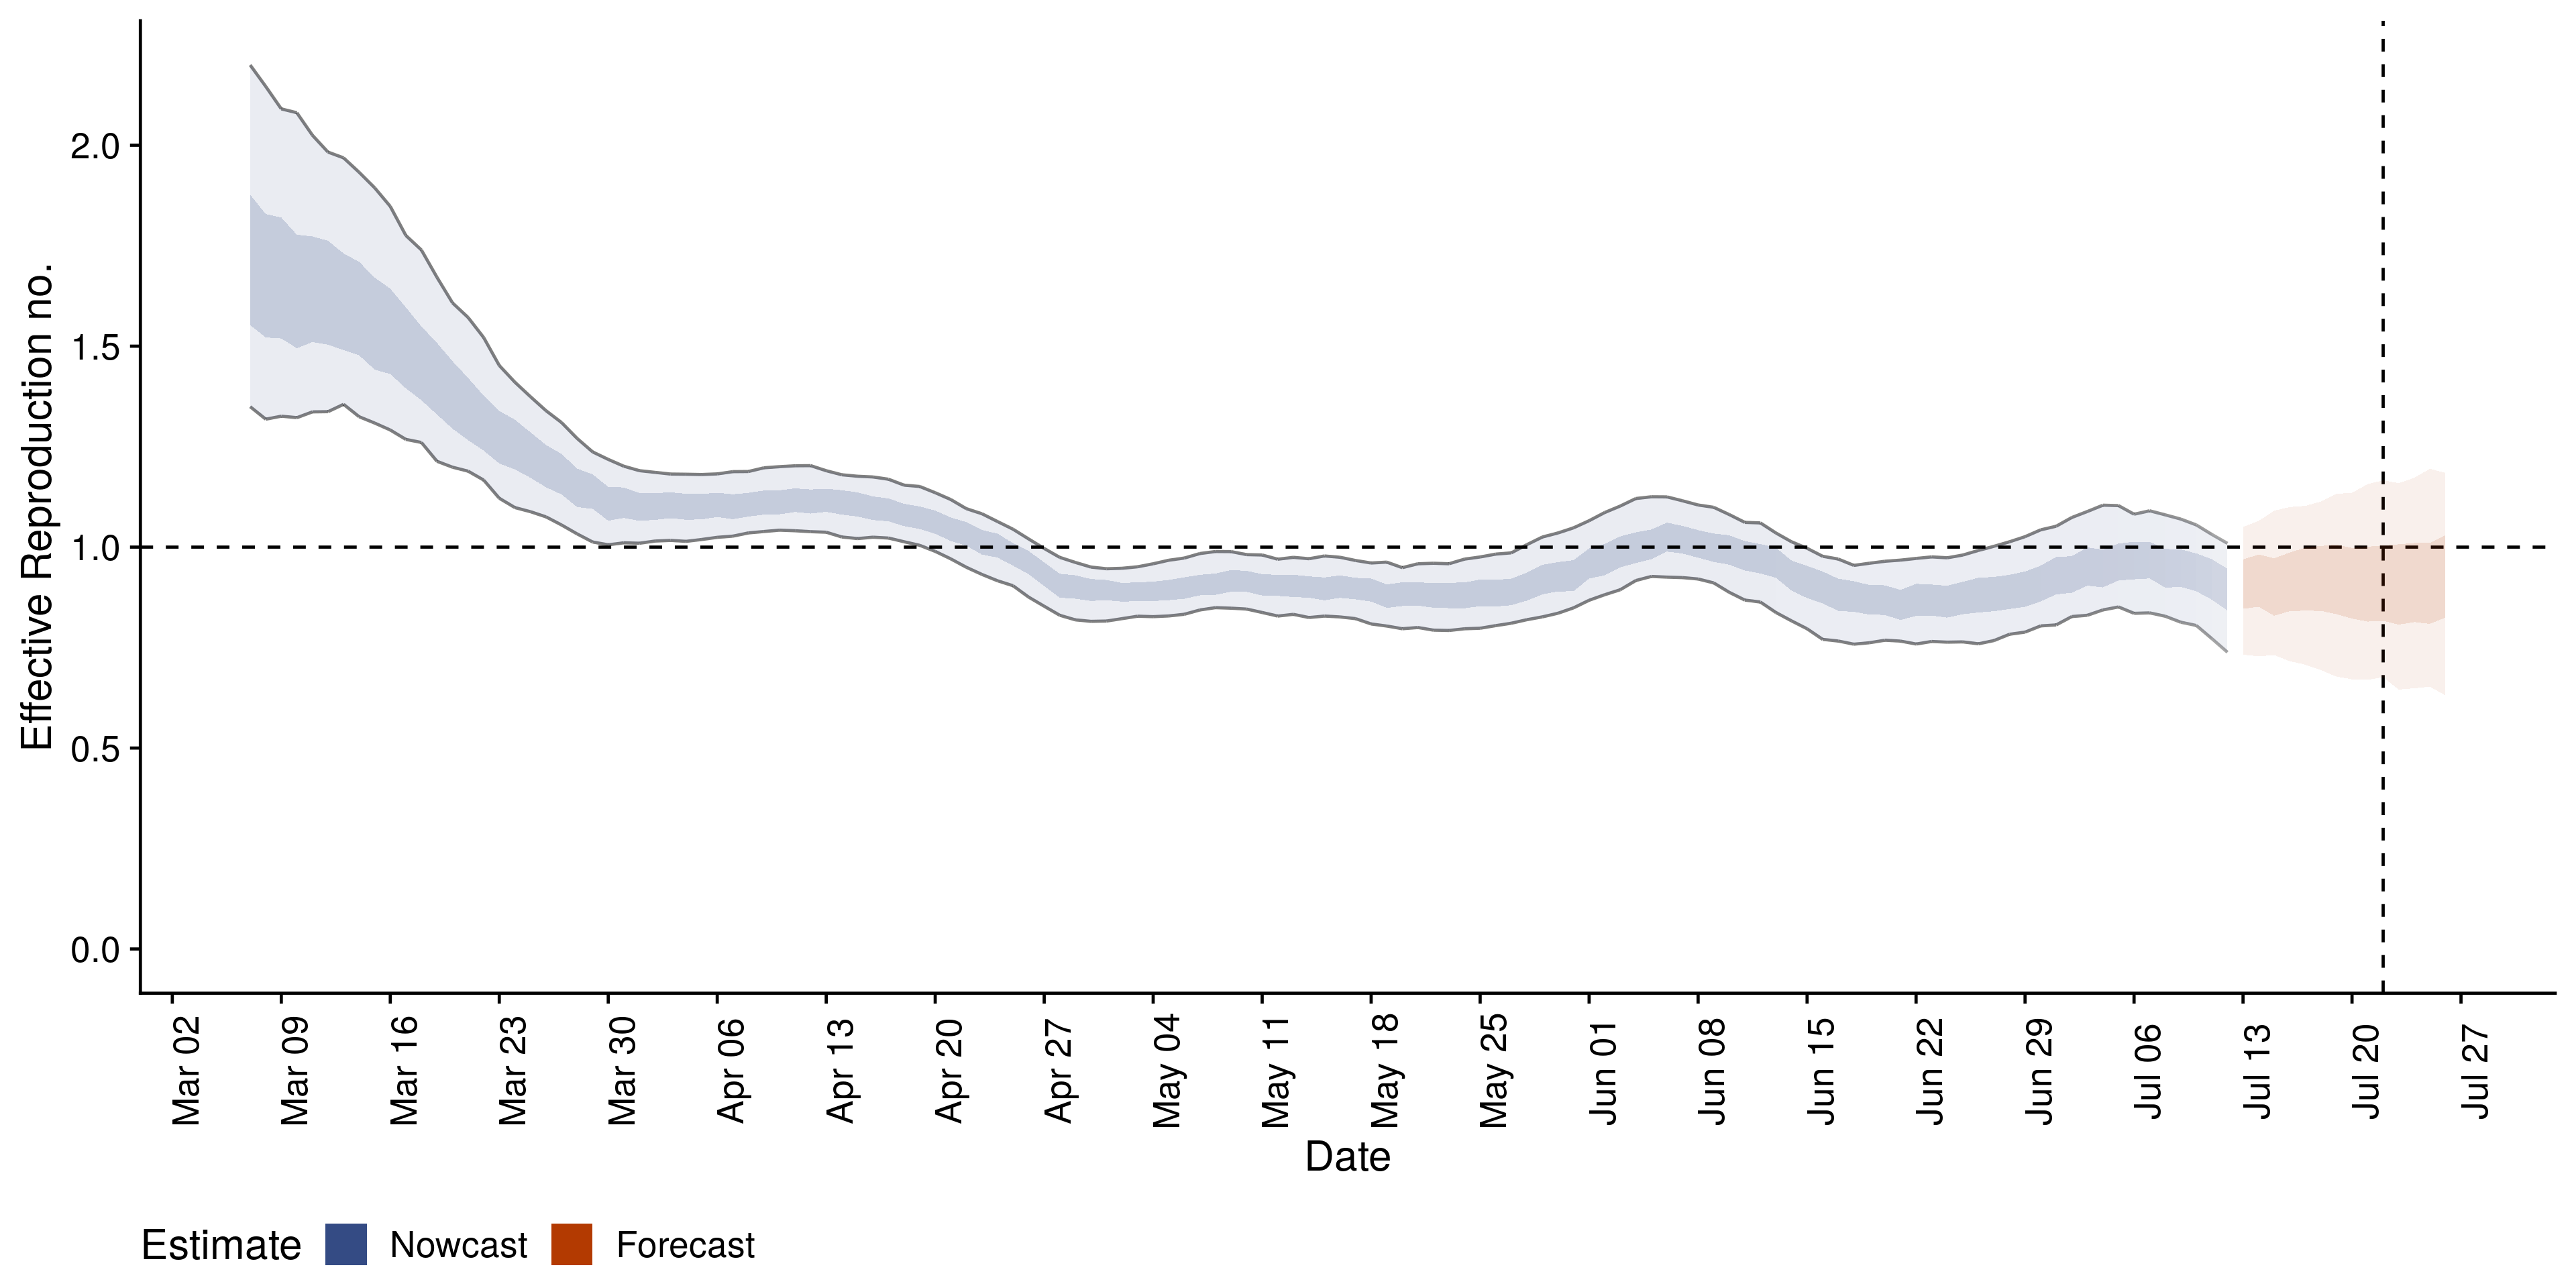 Effective Reproduction no.
2.0
1.5
1.0
0.5
0.0
Mar 02
Mar 09
Mar 16
Mar 23
Mar 30
Apr 06
Apr 13
Apr 20
Apr 27
May 04
May 11
May 18
May 25
Jun 01
Jun 08
Jun 15
Jun 22
Jun 29
Jul 06
Jul 13
Jul 20
Jul 27
Date
Estimate Nowcast Forecast